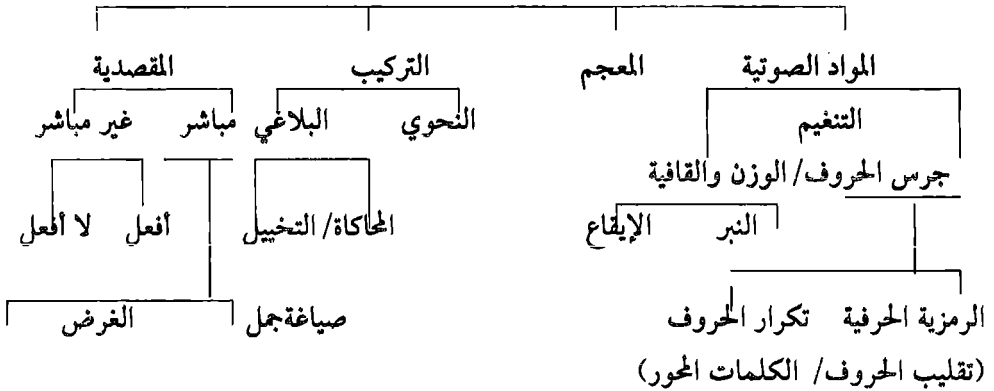 المواد الصوتية المعجم التركيب المقصدية
التنغيم النحوي البلاغي مباشر غير مباشر
جرس الحروف/ الوزن والقافية
المحاكاة/ التخييل أفعل لا أفعل
النبر الإيقاع
الرمزية الحرفية تكرار الحروف صياغة جمل الغرض
(تقليب الحروف/ الكلمات المحور)